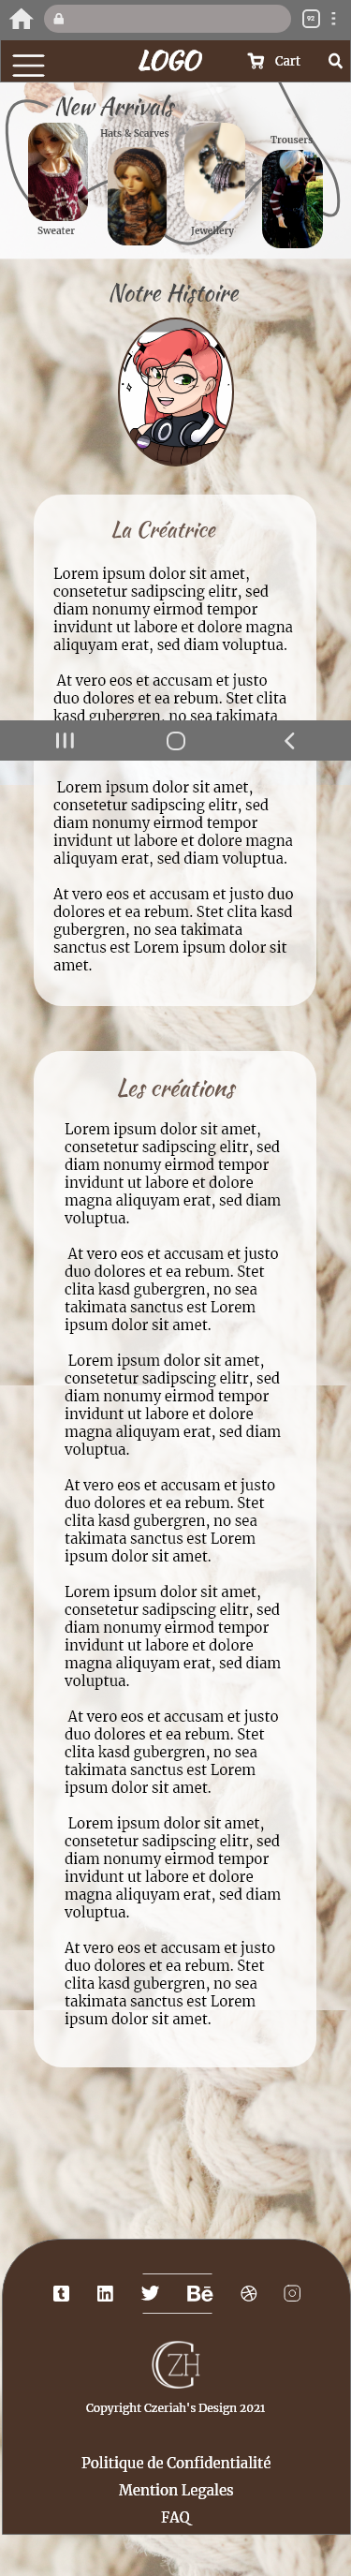 92
LOGO
Cart
New Arrivals
Hats & Scarves
Trousers
Sweater
Jewellery
Notre Histoire
La Créatrice
Lorem ipsum dolor sit amet,
consetetur sadipscing elitr, sed
diam nonumy eirmod tempor
invidunt ut labore et dolore magna
aliquyam erat, sed diam voluptua.
At vero eos et accusam et justo
duo dolores et ea rebum. Stet clita
kasd gubergren, no sea takimata
Lorem ipsum dolor sit amet,
consetetur sadipscing elitr, sed
diam nonumy eirmod tempor
invidunt ut labore et dolore magna
aliquyam erat, sed diam voluptua.
At vero eos et accusam et justo duo
dolores et ea rebum. Stet clita kasd
gubergren, no sea takimata
sanctus est Lorem ipsum dolor sit
amet.
Les créations
Lorem ipsum dolor sit amet,
consetetur sadipscing elitr, sed
diam nonumy eirmod tempor
invidunt ut labore et dolore
magna aliquyam erat, sed diam
voluptua.
At vero eos et accusam et justo
duo dolores et ea rebum. Stet
clita kasd gubergren, no sea
takimata sanctus est Lorem
ipsum dolor sit amet.
Lorem ipsum dolor sit amet,
consetetur sadipscing elitr, sed
diam nonumy eirmod tempor
invidunt ut labore et dolore
magna aliquyam erat, sed diam
voluptua.
At vero eos et accusam et justo
duo dolores et ea rebum. Stet
clita kasd gubergren, no sea
takimata sanctus est Lorem
ipsum dolor sit amet.
Lorem ipsum dolor sit amet,
consetetur sadipscing elitr, sed
diam nonumy eirmod tempor
invidunt ut labore et dolore
magna aliquyam erat, sed diam
voluptua.
At vero eos et accusam et justo
duo dolores et ea rebum. Stet
clita kasd gubergren, no sea
takimata sanctus est Lorem
ipsum dolor sit amet.
Lorem ipsum dolor sit amet,
consetetur sadipscing elitr, sed
diam nonumy eirmod tempor
invidunt ut labore et dolore
magna aliquyam erat, sed diam
voluptua.
At vero eos et accusam et justo
duo dolores et ea rebum. Stet
clita kasd gubergren, no sea
takimata sanctus est Lorem
ipsum dolor sit amet.
CZH
Copyright Czeriah's Design 2021
Politique de Confidentialité
Mention Legales
FAQ